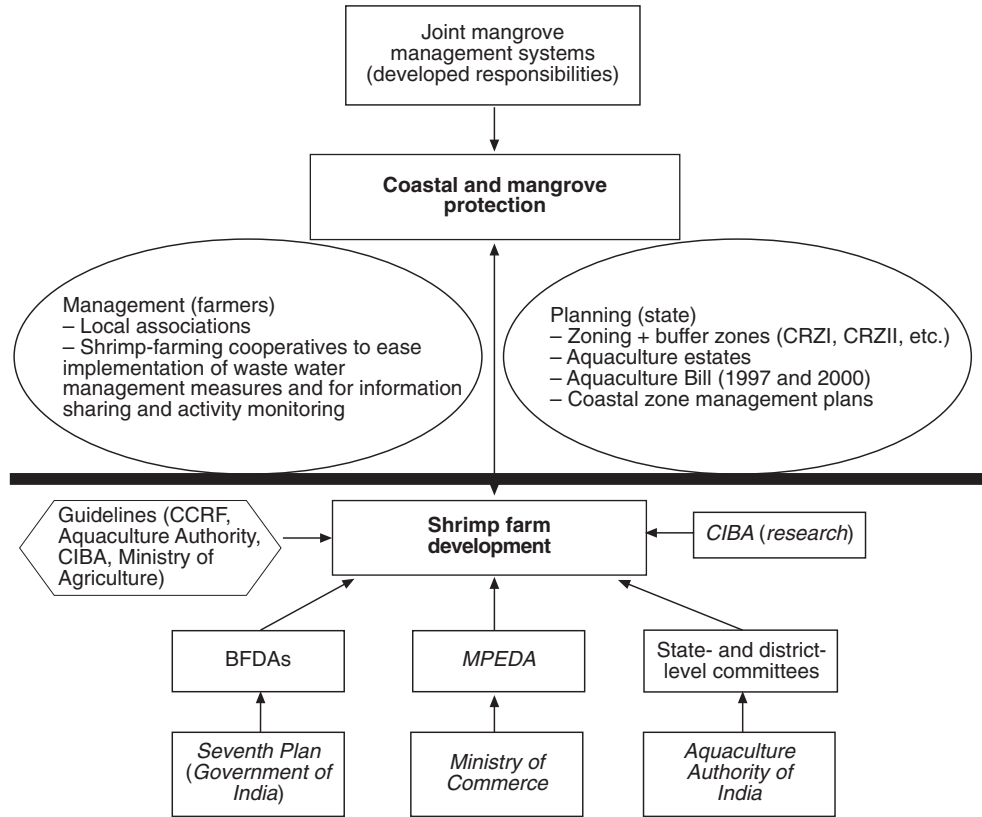 Joint mangrove
management systems
(developed responsibilities)
Coastal and mangrove
protection
Management (farmers)
– Local associations
– Shrimp-farming cooperatives to ease
implementation of waste water
management measures and for information
sharing and activity monitoring
Planning (state)
– Zoning + buffer zones (CRZI, CRZII, etc.)
– Aquaculture estates
– Aquaculture Bill (1997 and 2000)
– Coastal zone management plans
Guidelines (CCRF,
Aquaculture Authority,
CIBA, Ministry of
Agriculture)
Shrimp farm
development
CIBA (research)
BFDAs
MPEDA
State- and district-
level committees
Seventh Plan
(Government of
India)
Ministry of
Commerce
Aquaculture
Authority of
India